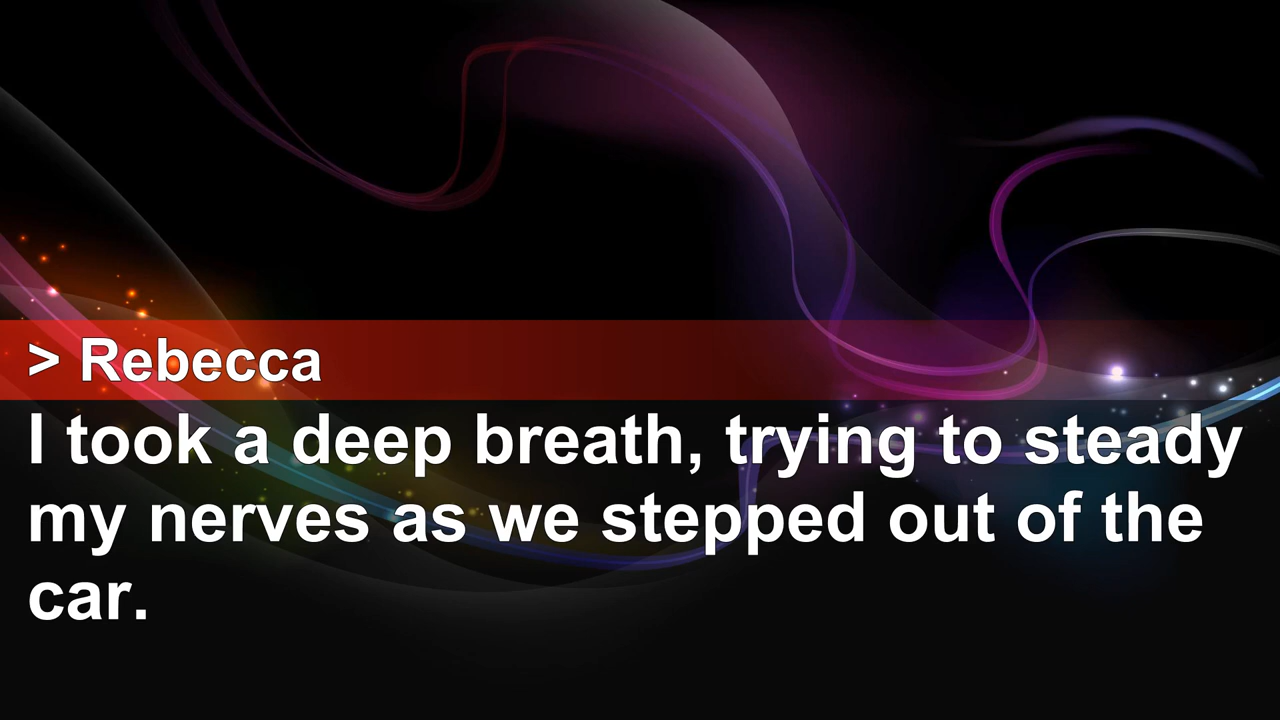 > Rebecca
I took a deep breath, trying to steady
my nerves as we stepped out of the
car.